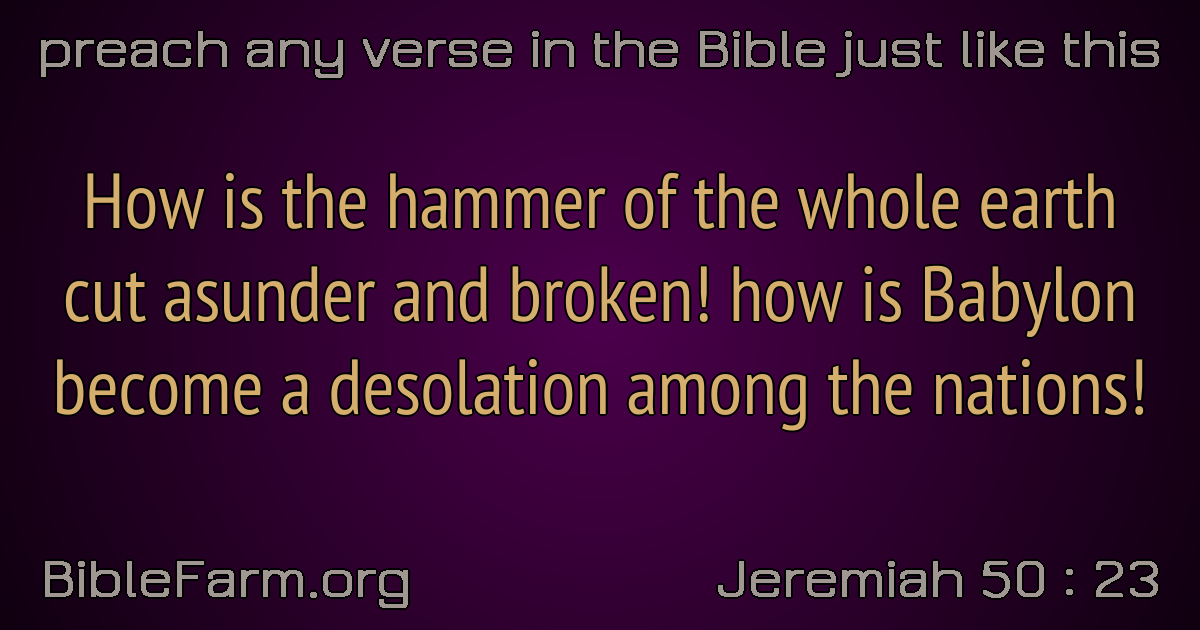 preach any verse in the Bible just like this
How is the hammer of the whole earth
cut asunder and broken! how is Babylon
become a desolation among the nations!
BibleFarm.org
Jeremiah 50 : 23